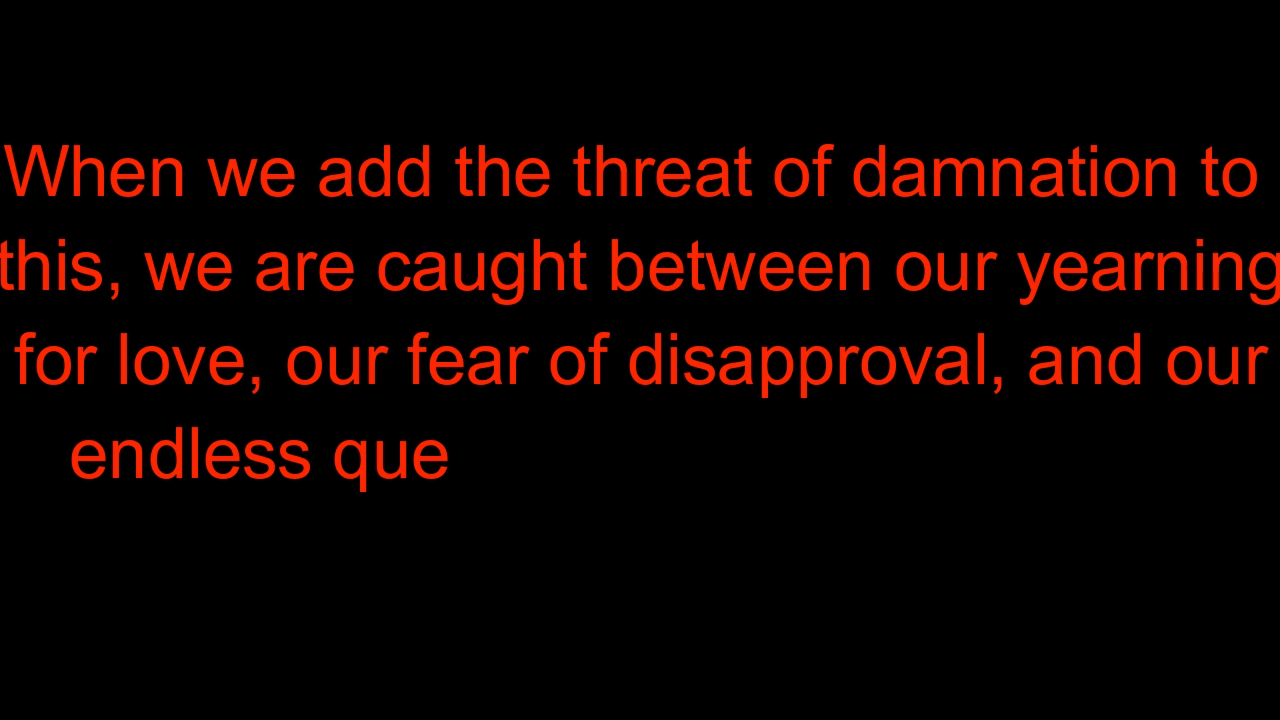 When we add the threat of damnation to
this, we are caught between our yearning
for love, our fear of disapproval, and our
endless que